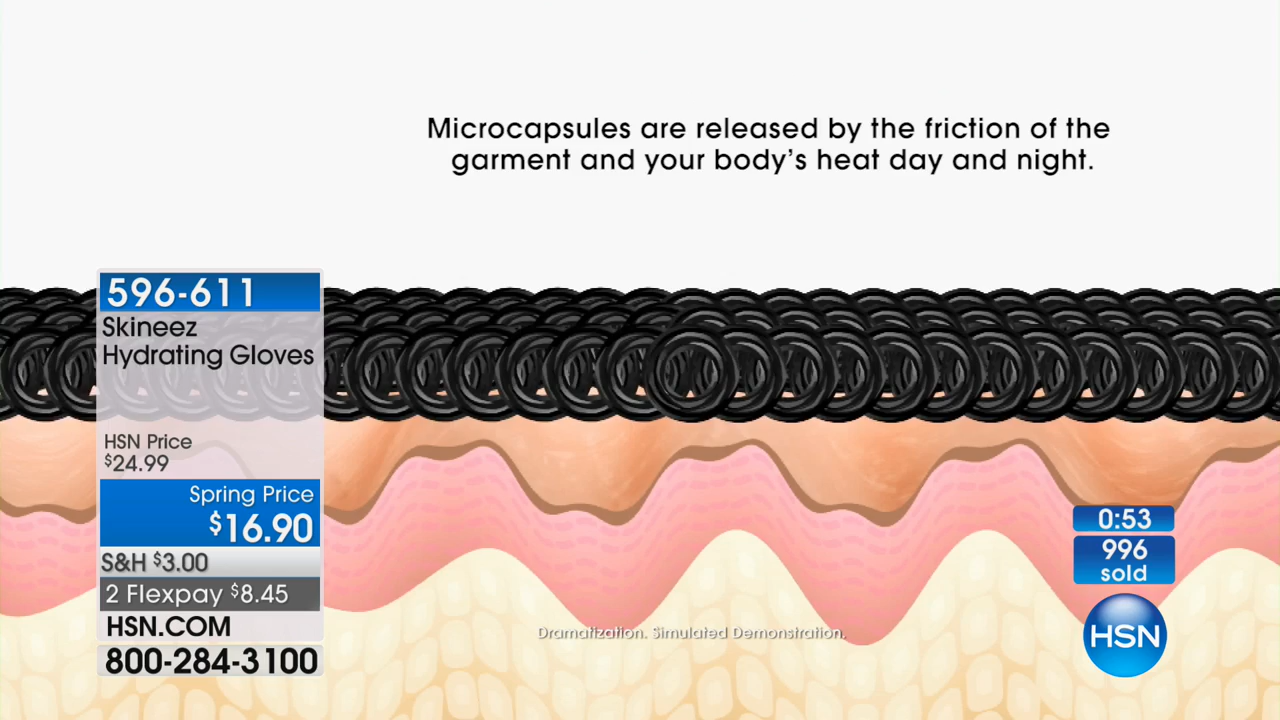 Microcapsules are released by the friction of the
garment and your body's heat day and night.
596-611
Skineez
Hydrating Gloves
HSN Price
$24.99
Spring Price
$16.90
S&H $3.00
2 Flexpay $8.45
HSN.COM
800-284-3100
0:53
996
sold
HSN
Dramatization. Simulated Demonstration.